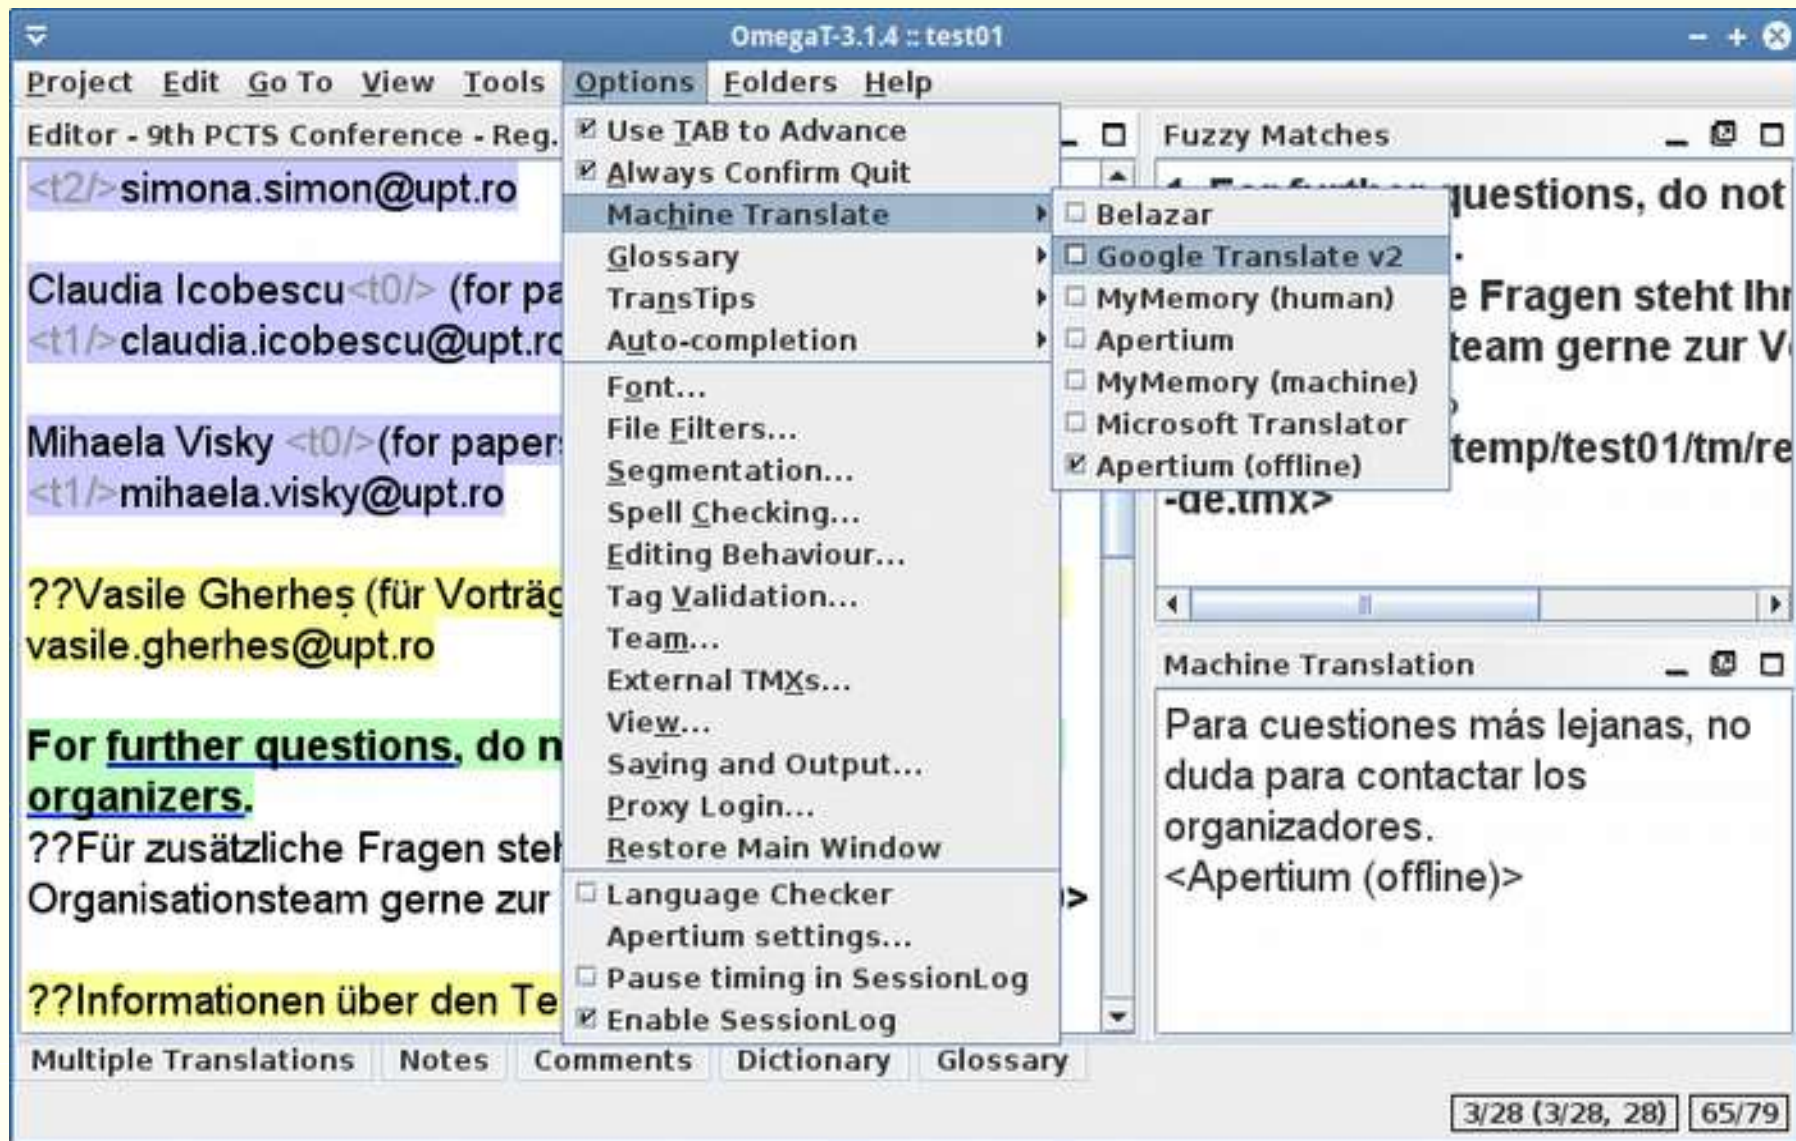 OmegaT-3.1.4 :: test01
Project Edit Go To View Tools Options Folders Help
Editor - 9th PCTS Conference - Reg.
<t2/>simona.simon@upt.ro
Claudia Icobescu<t0/> (for pa
<t1/>claudia.icobescu@upt.ro
Mihaela Visky <t0/>(for papers
<t1/>mihaela.visky@upt.ro
??Vasile Gherheș (für Vorträg
vasile.gherhes@upt.ro
For further questions, do n
organizers.
??Für zusätzliche Fragen steh
Organisationsteam gerne zur
??Informationen über den Te
Use TAB to Advance
Always Confirm Quit
Machine Translate
Glossary
TransTips
Auto-completion
Font...
File Filters...
Segmentation...
Spell Checking...
Editing Behaviour...
Tag Validation...
Team...
External TMXs...
View...
Saving and Output...
Proxy Login...
Restore Main Window
Language Checker
Apertium settings...
Pause timing in SessionLog
Enable SessionLog
Belazar
Google Translate v2
MyMemory (human)
Apertium
MyMemory (machine)
Microsoft Translator
Apertium (offline)
Fuzzy Matches
1. For further questions, do not
e Fragen steht Ihn
team gerne zur V
temp/test01/tm/re
-de.tmx>
Machine Translation
Para cuestiones más lejanas, no
duda para contactar los
organizadores.
<Apertium (offline)>
Multiple Translations Notes Comments Dictionary Glossary
3/28 (3/28, 28) 65/79